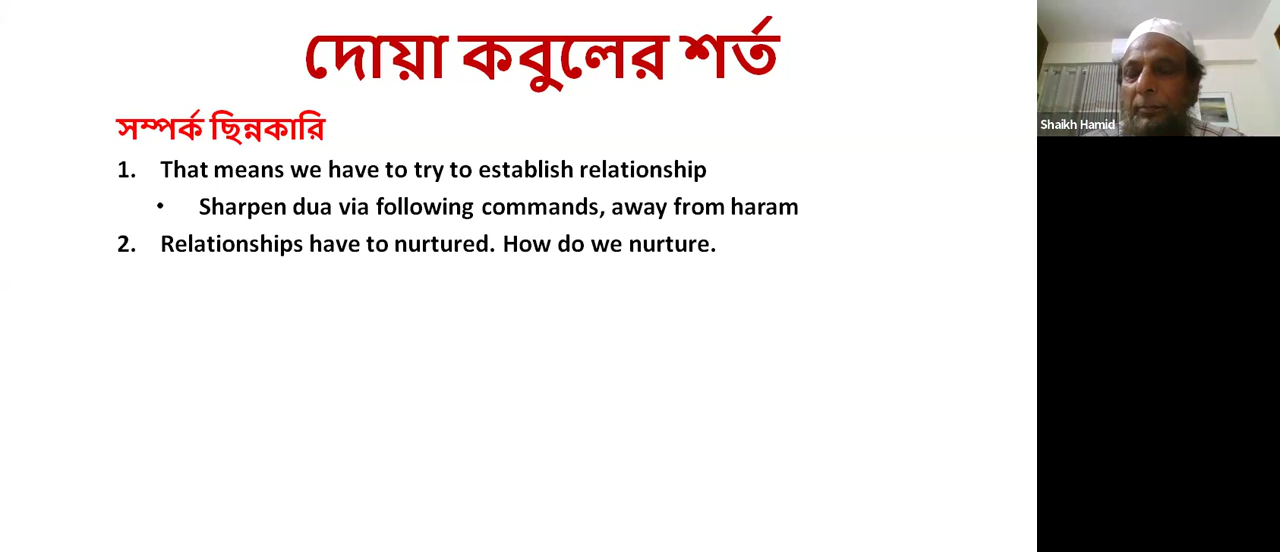 দোয়া কবুলের শর্ত
সম্পর্ক ছিন্নকারি
1. That means we have to try to establish relationship
• Sharpen dua via following commands, away from haram
2. Relationships have to nurtured. How do we nurture.
Shaikh Hamid